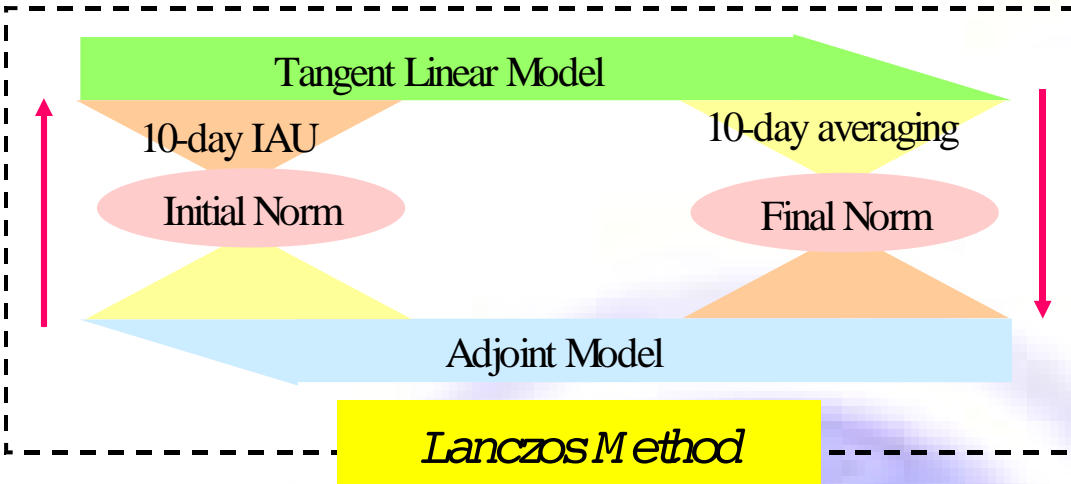 Tangent Linear Model
10-day IAU
10-day averaging
Initial Norm
Final Norm
Adjoint Model
Lanczos Method